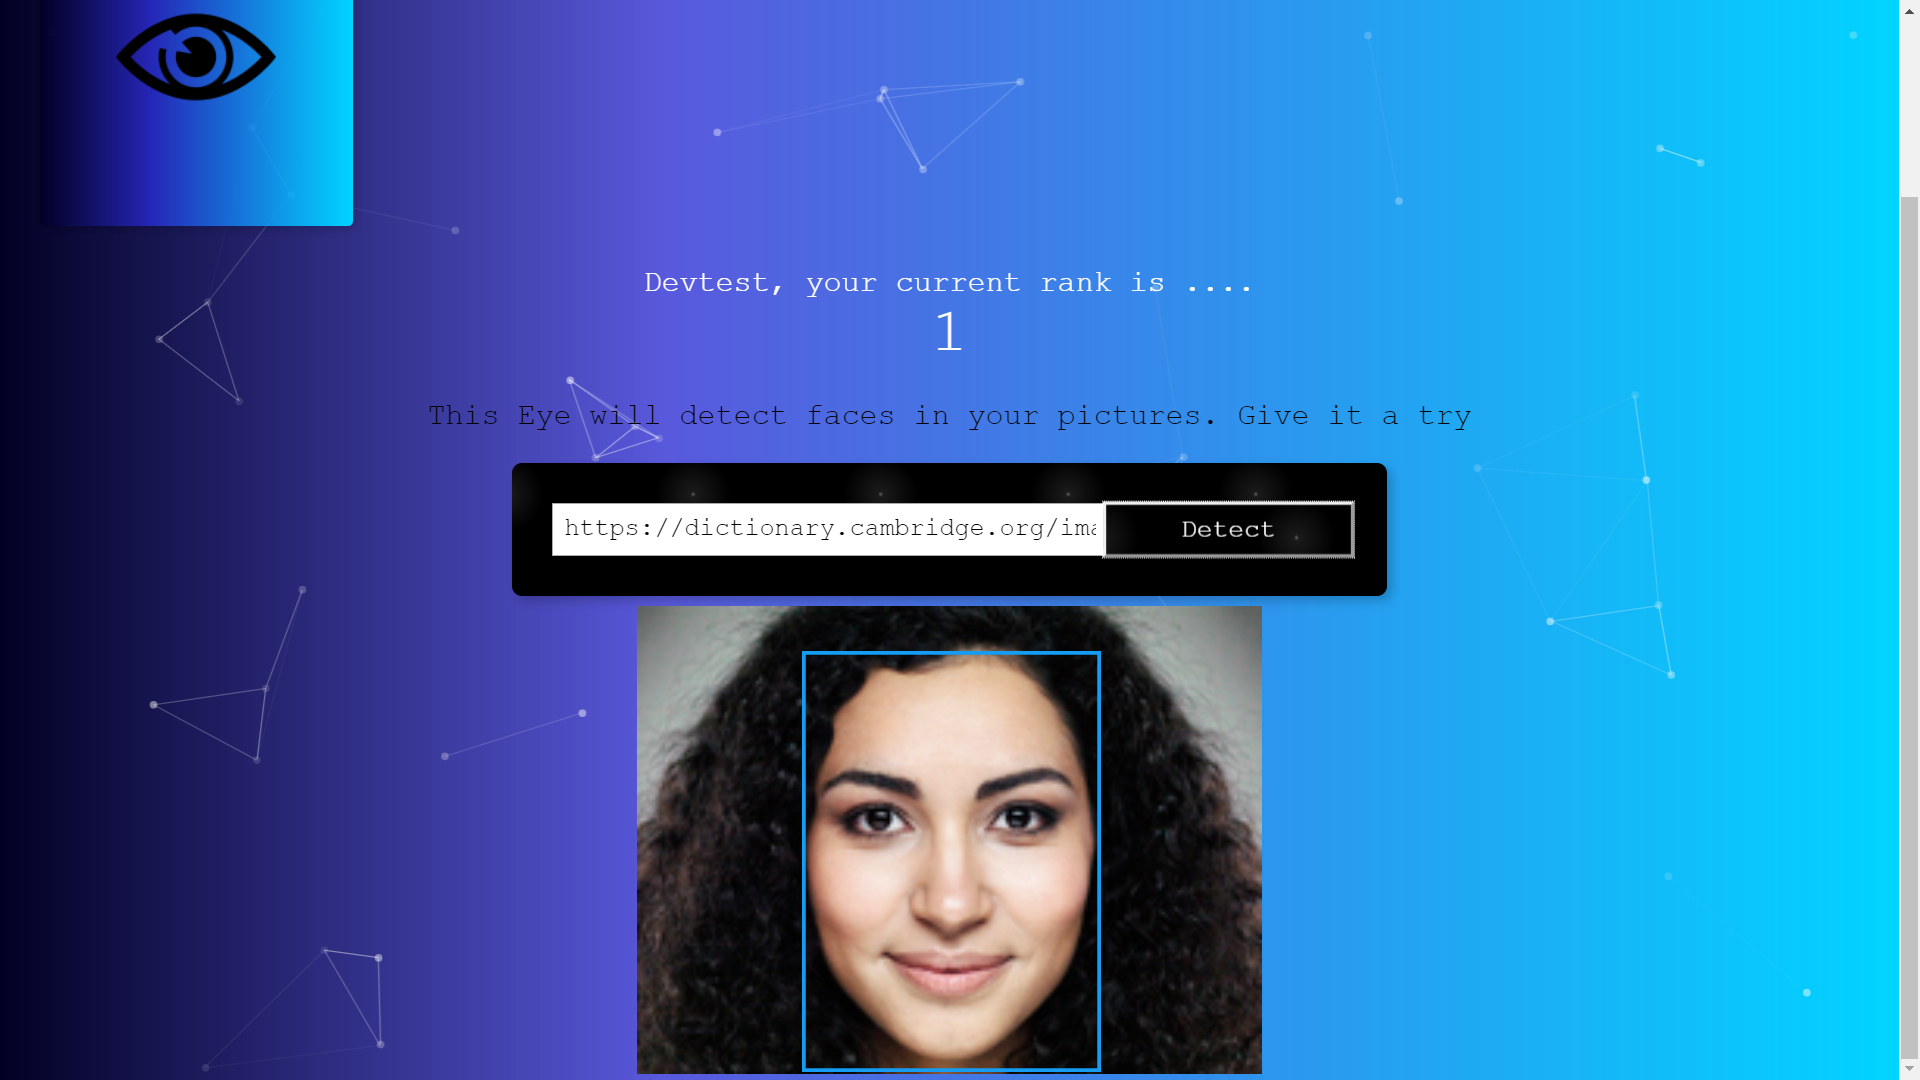 Devtest, your current rank is ....
1
This Eye will detect faces in your pictures. Give it a try
https://dictionary.cambridge.org/ima
Detect